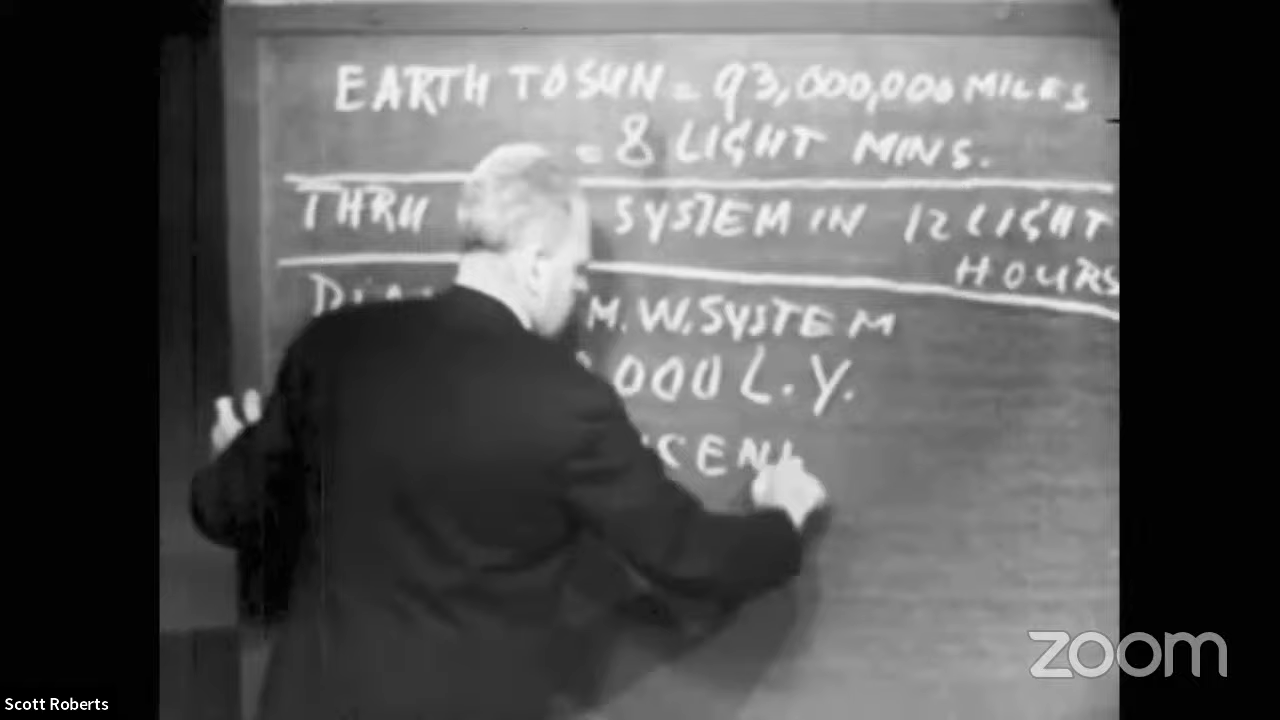 EARTH TO SUN = 93,000,000 MILES
= 8 LIGHT MINS.
THRU SYSTEM IN 12 LIGHT
HOURS
M.W. SYSTEM
000 L.Y.
zoom
Scott Roberts